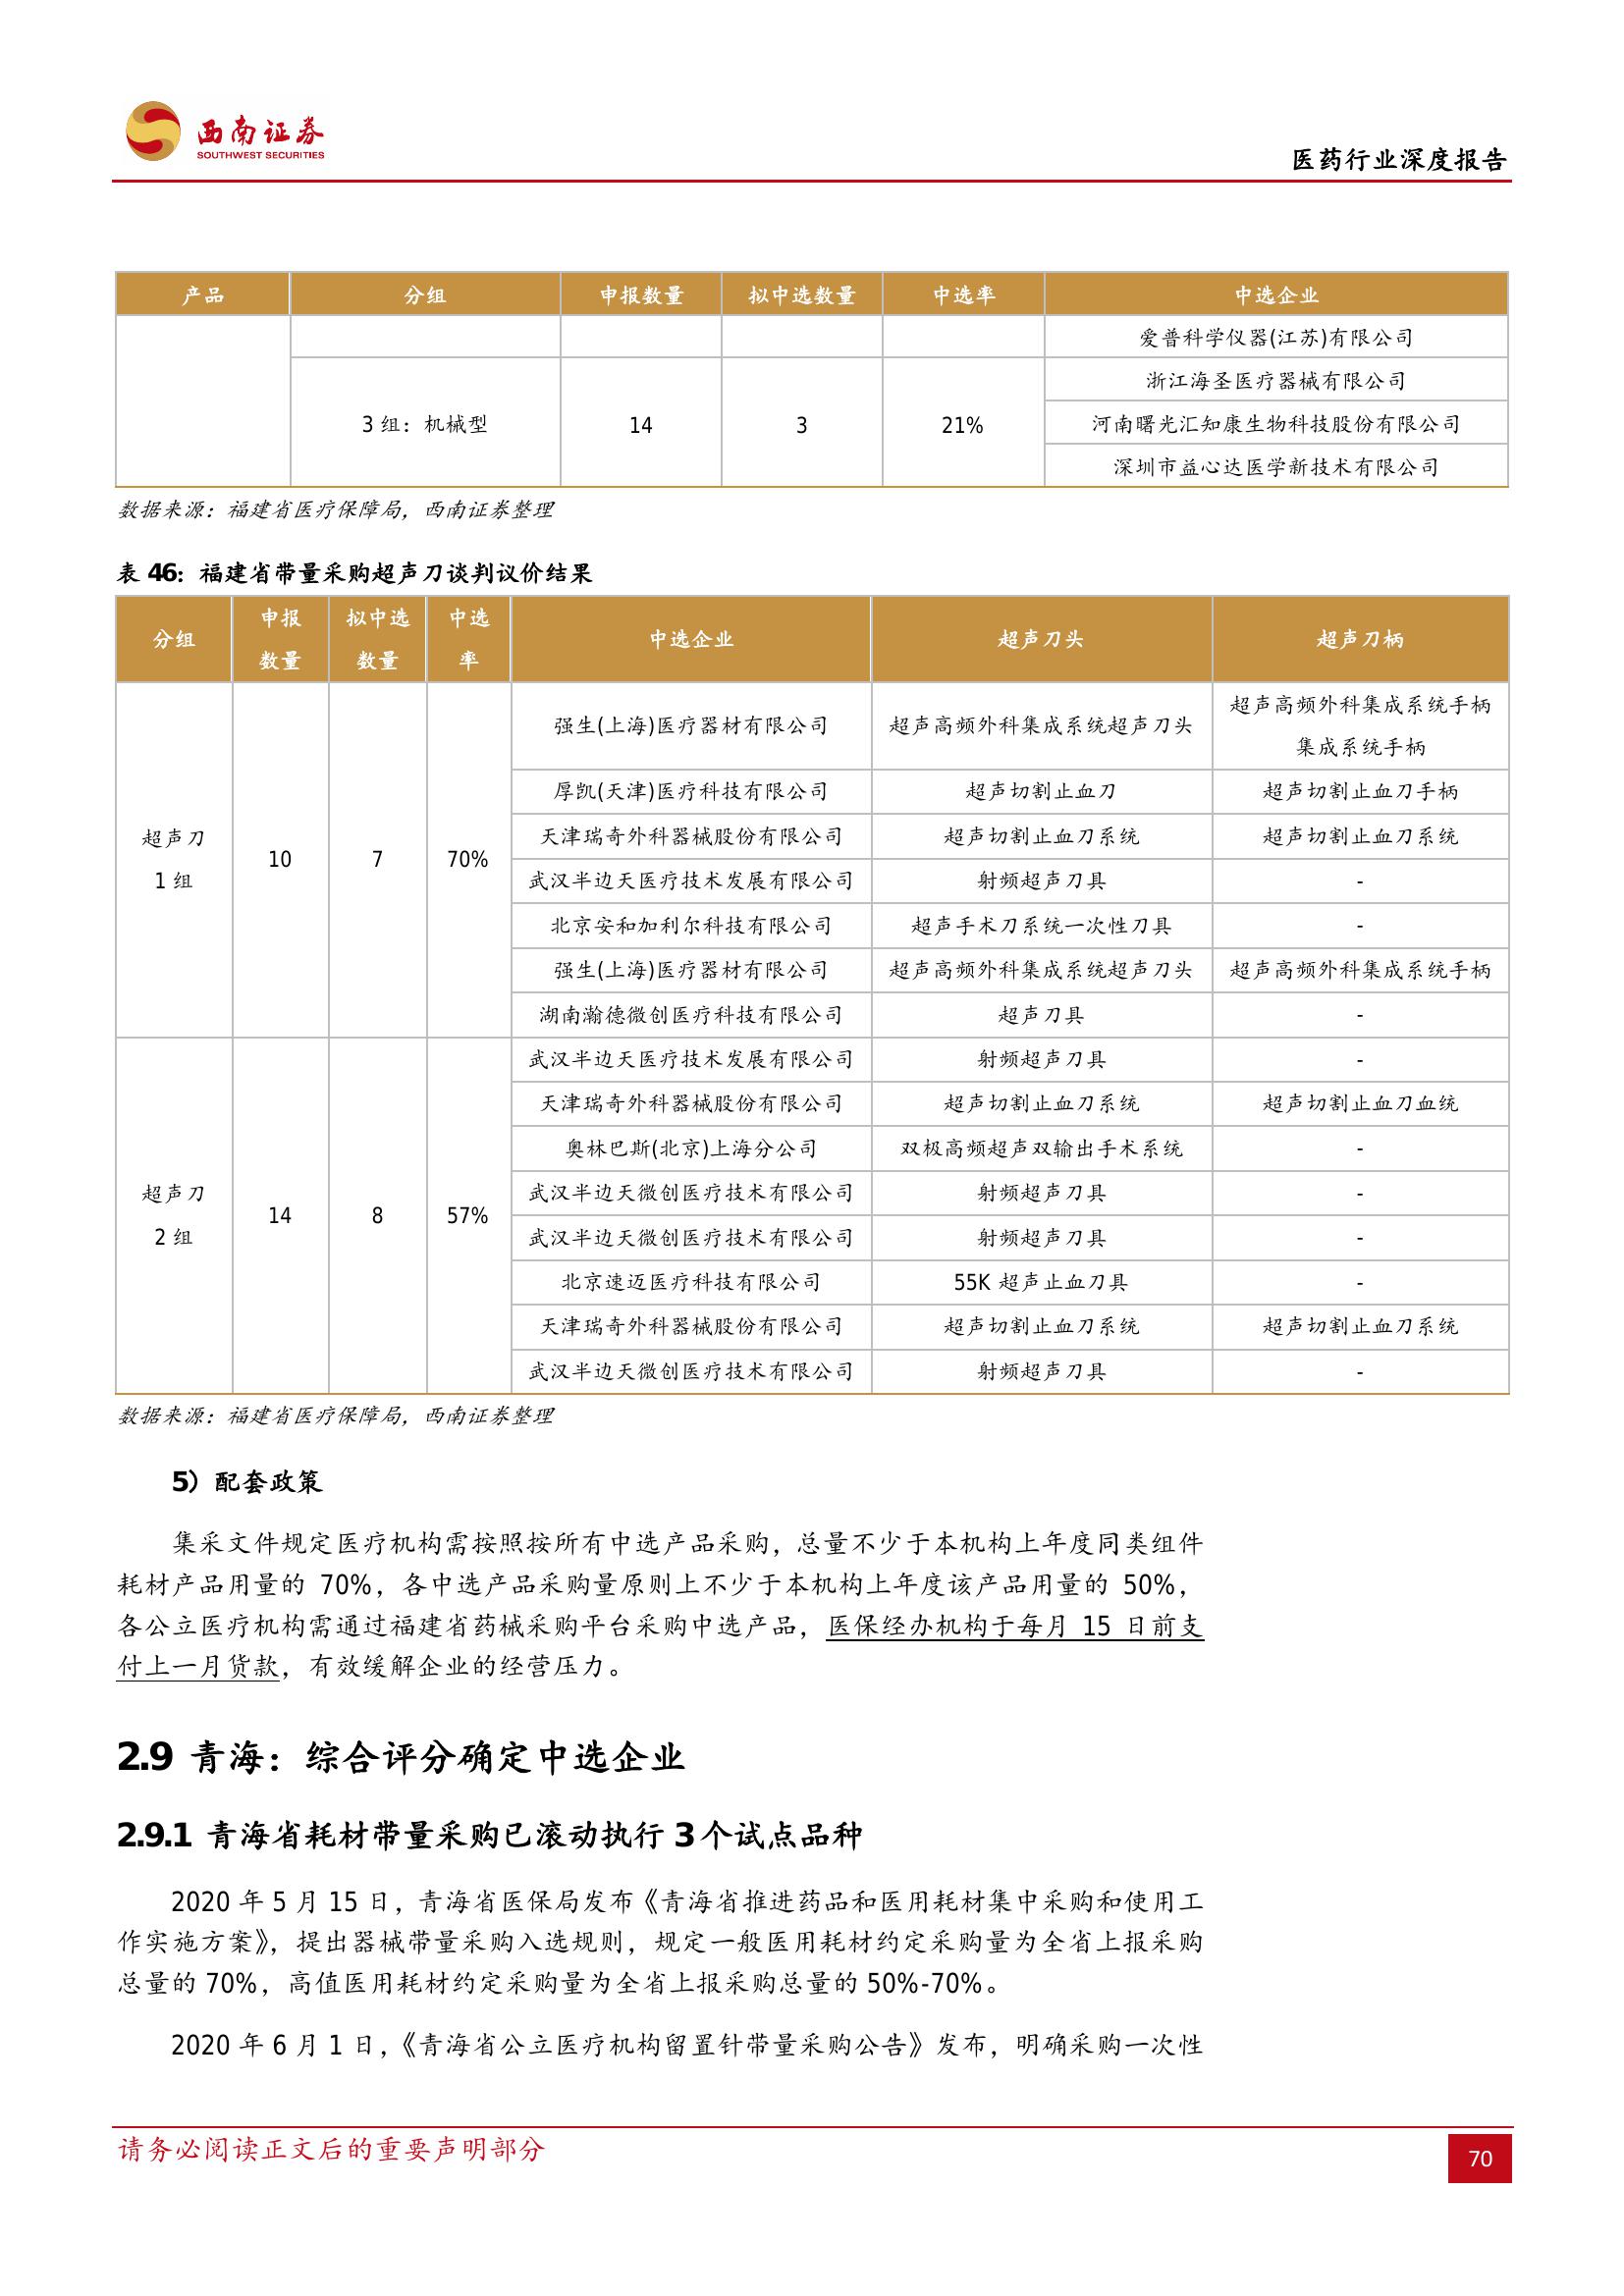 西南证券
SOUTHWEST SECURITIES
医药行业深度报告
产品 分组 申报数量 拟中选数量 中选率 中选企业
爱普科学仪器(江苏)有限公司
3 组：机械型 14 3 21% 浙江海圣医疗器械有限公司
河南曙光汇知康生物科技股份有限公司
深圳市益心达医学新技术有限公司
数据来源：福建省医疗保障局，西南证券整理
表 46：福建省带量采购超声刀谈判议价结果
分组 申报数量 拟中选数量 中选率 中选企业 超声刀头 超声刀柄
超声刀 1 组 10 7 70% 强生(上海)医疗器材有限公司 超声高频外科集成系统超声刀头 超声高频外科集成系统手柄集成系统手柄
厚凯(天津)医疗科技有限公司 超声切割止血刀 超声切割止血刀手柄
天津瑞奇外科器械股份有限公司 超声切割止血刀系统 超声切割止血刀系统
武汉半边天医疗技术发展有限公司 射频超声刀具 -
北京安和加利尔科技有限公司 超声手术刀系统一次性刀具 -
强生(上海)医疗器材有限公司 超声高频外科集成系统超声刀头 超声高频外科集成系统手柄
湖南瀚德微创医疗科技有限公司 超声刀具 -
超声刀 2 组 14 8 57% 武汉半边天医疗技术发展有限公司 射频超声刀具 -
天津瑞奇外科器械股份有限公司 超声切割止血刀系统 超声切割止血刀血统
奥林巴斯(北京)上海分公司 双极高频超声双输出手术系统 -
武汉半边天微创医疗技术有限公司 射频超声刀具 -
武汉半边天微创医疗技术有限公司 射频超声刀具 -
北京速迈医疗科技有限公司 55K 超声止血刀具 -
天津瑞奇外科器械股份有限公司 超声切割止血刀系统 超声切割止血刀系统
武汉半边天微创医疗技术有限公司 射频超声刀具 -
数据来源：福建省医疗保障局，西南证券整理
5）配套政策
集采文件规定医疗机构需按照按所有中选产品采购，总量不少于本机构上年度同类组件
耗材产品用量的 70%，各中选产品采购量原则上不少于本机构上年度该产品用量的 50%，
各公立医疗机构需通过福建省药械采购平台采购中选产品，医保经办机构于每月 15 日前支
付上一月货款，有效缓解企业的经营压力。
2.9 青海：综合评分确定中选企业
2.9.1 青海省耗材带量采购已滚动执行 3 个试点品种
2020 年 5 月 15 日，青海省医保局发布《青海省推进药品和医用耗材集中采购和使用工
作实施方案》，提出器械带量采购入选规则，规定一般医用耗材约定采购量为全省上报采购
总量的 70%，高值医用耗材约定采购量为全省上报采购总量的 50%-70%。
2020 年 6 月 1 日，《青海省公立医疗机构留置针带量采购公告》发布，明确采购一次性
请务必阅读正文后的重要声明部分
70